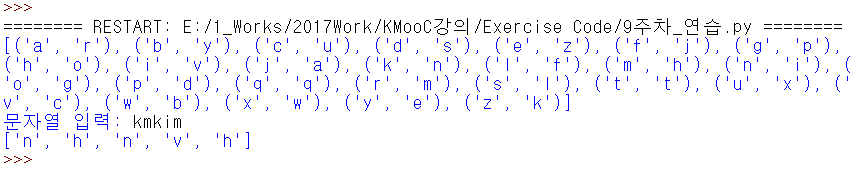 >>>
======== RESTART: E:/1_Works/2017Work/KMooC강의/Exercise Code/9주차_연습.py ========
[('a', 'r'), ('b', 'y'), ('c', 'u'), ('d', 's'), ('e', 'z'), ('f', 'j'), ('g', 'p'),
('h', 'o'), ('i', 'v'), ('j', 'a'), ('k', 'n'), ('l', 'f'), ('m', 'h'), ('n', 'i'), (
'o', 'g'), ('p', 'd'), ('q', 'q'), ('r', 'm'), ('s', 'l'), ('t', 't'), ('u', 'x'), ('
v', 'c'), ('w', 'b'), ('x', 'w'), ('y', 'e'), ('z', 'k')]
문자열 입력: kmkim
['n', 'h', 'n', 'v', 'h']
>>>